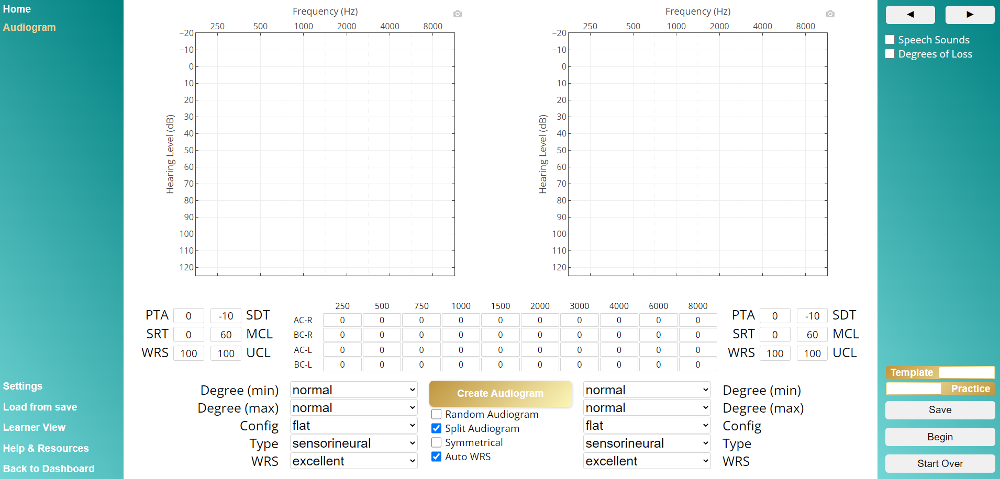 Home
Audiogram
Settings
Load from save
Learner View
Help & Resources
Back to Dashboard
Frequency (Hz)
250 500 1000 2000 4000 8000
−20
−10
0
10
20
30
40
50
60
70
80
90
100
110
120
Hearing Level (dB)
Frequency (Hz)
250 500 1000 2000 4000 8000
−20
−10
0
10
20
30
40
50
60
70
80
90
100
110
120
Hearing Level (dB)
PTA 0 -10 SDT
SRT 0 60 MCL
WRS 100 100 UCL
250 500 750 1000 1500 2000 3000 4000 6000 8000
AC-R 0 0 0 0 0 0 0 0 0 0
BC-R 0 0 0 0 0 0 0 0 0 0
AC-L 0 0 0 0 0 0 0 0 0 0
BC-L 0 0 0 0 0 0 0 0 0 0
PTA 0 -10 SDT
SRT 0 60 MCL
WRS 100 100 UCL
Degree (min) normal
Degree (max) normal
Config flat
Type sensorineural
WRS excellent
Create Audiogram
Random Audiogram
Split Audiogram
Symmetrical
Auto WRS
normal Degree (min)
normal Degree (max)
flat Config
sensorineural Type
excellent WRS
◀ ▶
Speech Sounds
Degrees of Loss
Template
Practice
Save
Begin
Start Over